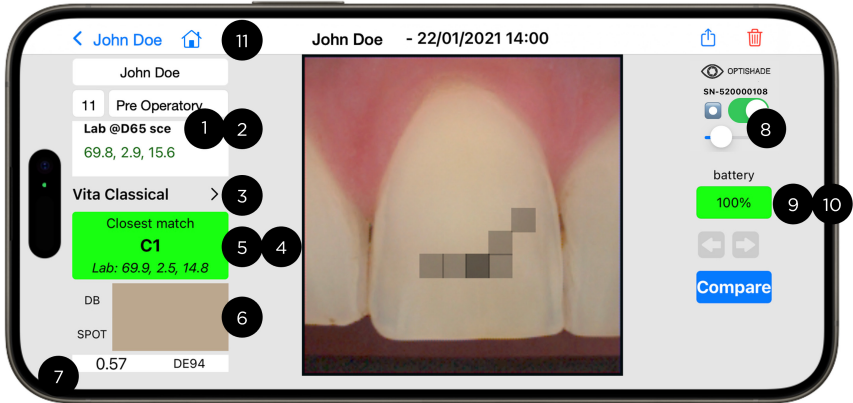 John Doe
11
John Doe - 22/01/2021 14:00
John Doe
11 Pre Operatory
Lab @D65 sce
1 2
69.8, 2.9, 15.6
Vita Classical
3
Closest match
C1
5 4
Lab: 69.9, 2.5, 14.8
DB
6
SPOT
0.57 DE94
7
OPTISHADE
SN-520000108
8
battery
100%
9 10
Compare